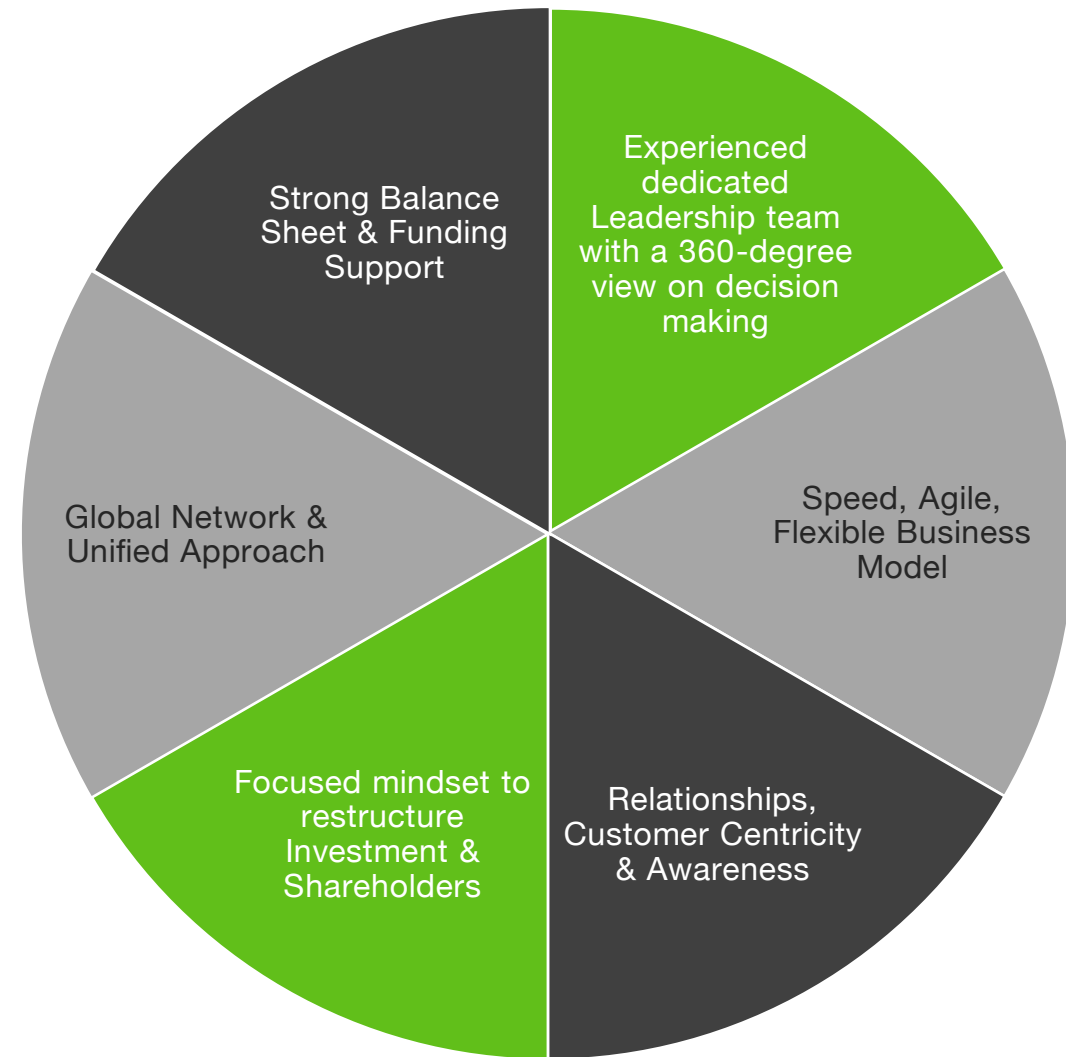 Strong Balance
Sheet & Funding
Support
Experienced
dedicated
Leadership team
with a 360-degree
view on decision
making
Global Network &
Unified Approach
Speed, Agile,
Flexible Business
Model
Focused mindset to
restructure
Investment &
Shareholders
Relationships,
Customer Centricity
& Awareness